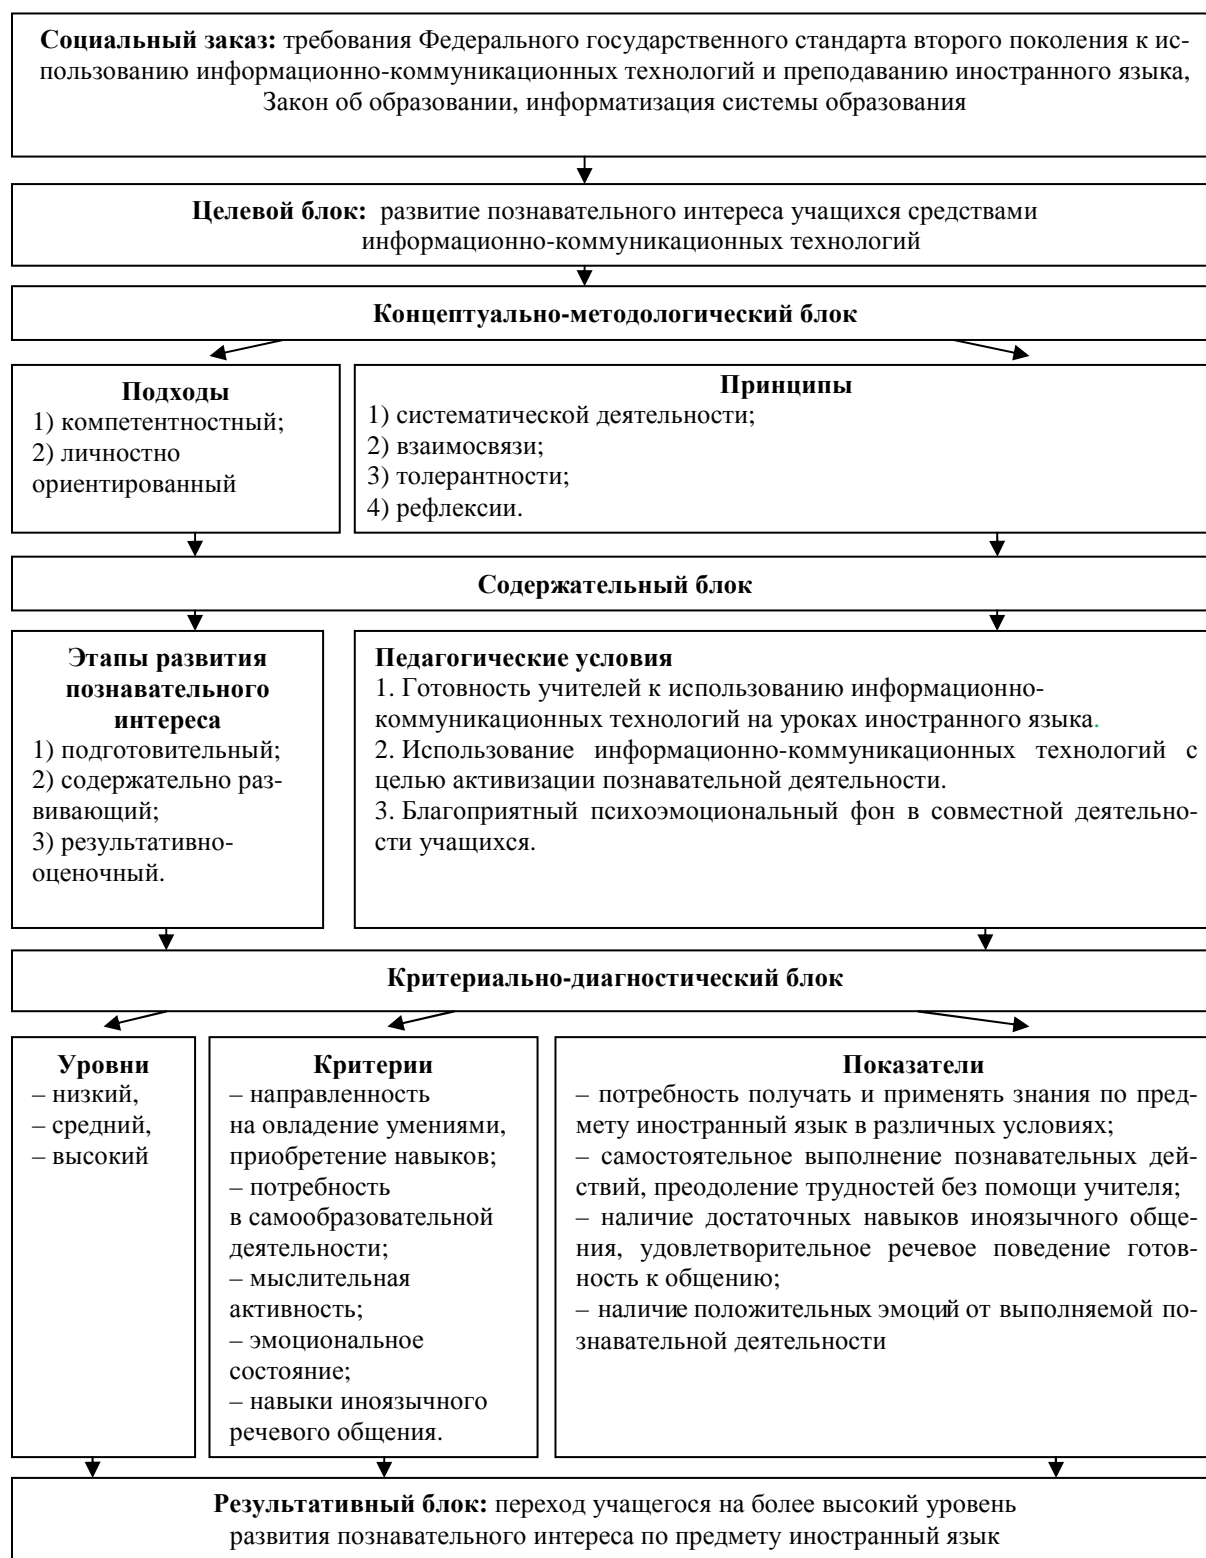 Социальный заказ: требования Федерального государственного стандарта второго поколения к ис-
пользованию информационно-коммуникационных технологий и преподаванию иностранного языка,
Закон об образовании, информатизация системы образования
Целевой блок: развитие познавательного интереса учащихся средствами
информационно-коммуникационных технологий
Концептуально-методологический блок
Подходы
1) компетентностный;
2) личностно
ориентированный
Принципы
1) систематической деятельности;
2) взаимосвязи;
3) толерантности;
4) рефлексии.
Содержательный блок
Этапы развития
познавательного
интереса
1) подготовительный;
2) содержательно раз-
вивающий;
3) результативно-
оценочный.
Педагогические условия
1. Готовность учителей к использованию информационно-
коммуникационных технологий на уроках иностранного языка.
2. Использование информационно-коммуникационных технологий с
целью активизации познавательной деятельности.
3. Благоприятный психоэмоциональный фон в совместной деятельно-
сти учащихся.
Критериально-диагностический блок
Уровни
– низкий,
– средний,
– высокий
Критерии
– направленность
на овладение умениями,
приобретение навыков;
– потребность
в самообразовательной
деятельности;
– мыслительная
активность;
– эмоциональное
состояние;
– навыки иноязычного
речевого общения.
Показатели
– потребность получать и применять знания по пред-
мету иностранный язык в различных условиях;
– самостоятельное выполнение познавательных дей-
ствий, преодоление трудностей без помощи учителя;
– наличие достаточных навыков иноязычного обще-
ния, удовлетворительное речевое поведение готов-
ность к общению;
– наличие положительных эмоций от выполняемой по-
знавательной деятельности
Результативный блок: переход учащегося на более высокий уровень
развития познавательного интереса по предмету иностранный язык